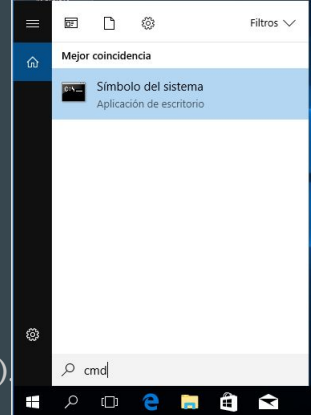 Filtros
Mejor coincidencia
Símbolo del sistema
Aplicación de escritorio
).
cmd